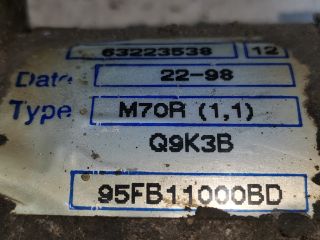 63223538 12
Date 22-98
Type M70R (1,1)
Q9K3B
95FB11000BD